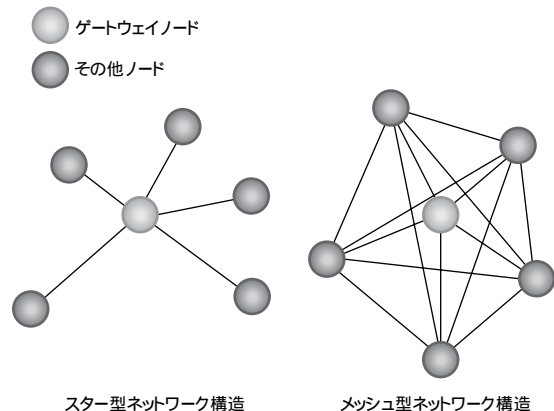 ゲートウェイノード
その他ノード
スター型ネットワーク構造
メッシュ型ネットワーク構造